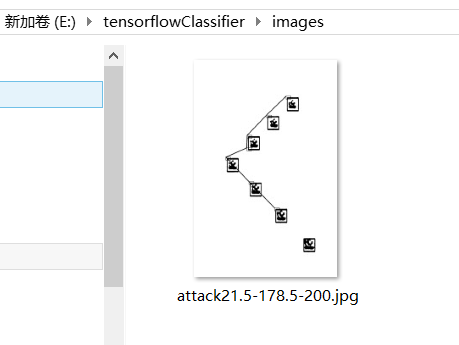 新加卷 (E:) tensorflowClassifier images
attack21.5-178.5-200.jpg